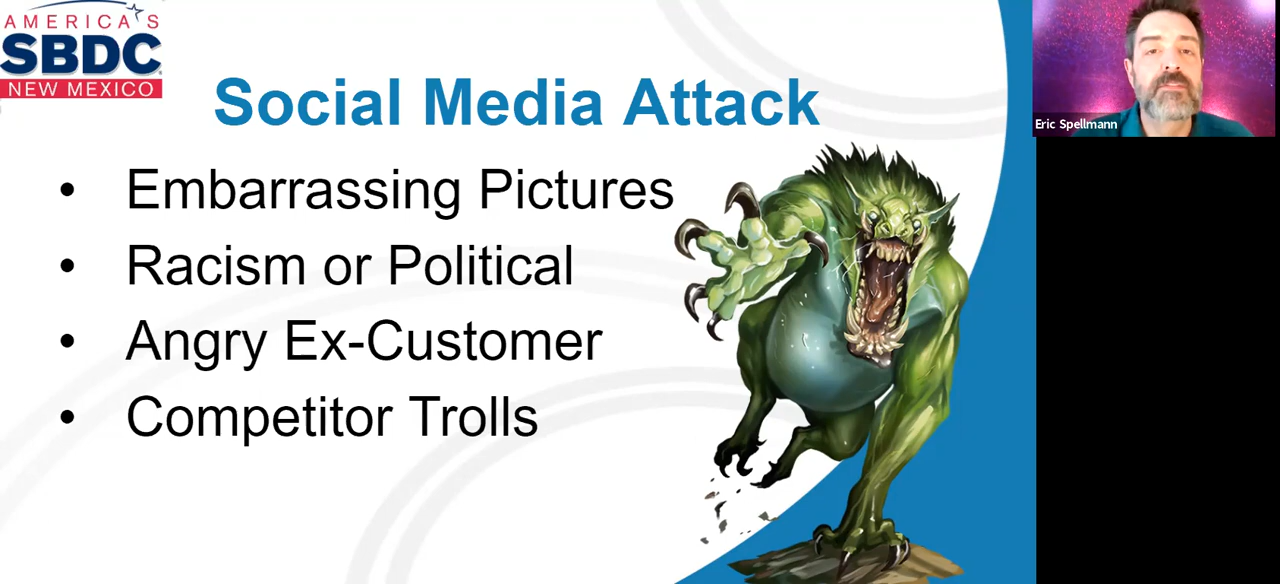 AMERICA'S
SBDC
NEW MEXICO
Social Media Attack
• Embarrassing Pictures
• Racism or Political
• Angry Ex-Customer
• Competitor Trolls
Eric Spellmann